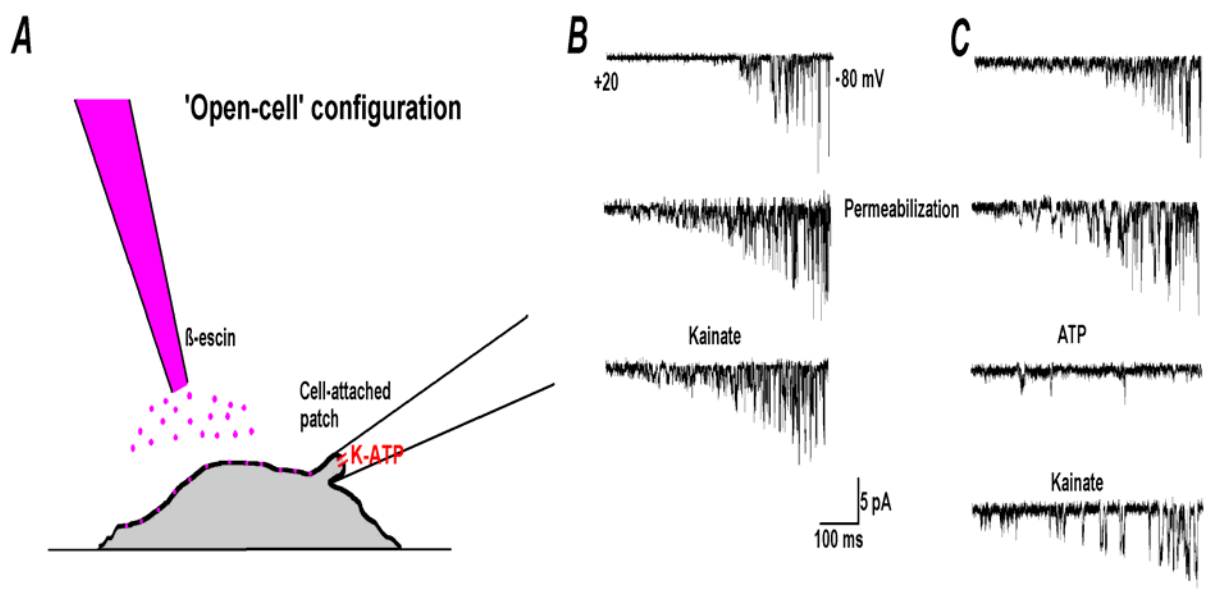 A
'Open-cell' configuration
ß-escin
Cell-attached
patch
K-ATP
B
+20
-80 mV
Permeabilization
Kainate
5 pA
100 ms
C
ATP
Kainate